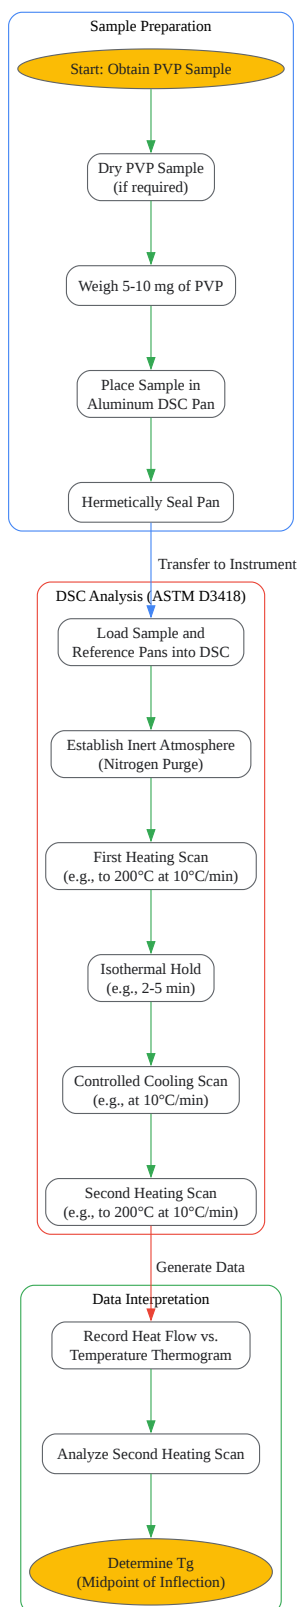 Sample Preparation
Start: Obtain PVP Sample
Dry PVP Sample
(if required)
Weigh 5-10 mg of PVP
Place Sample in
Aluminum DSC Pan
Hermetically Seal Pan
Transfer to Instrument
DSC Analysis (ASTM D3418)
Load Sample and
Reference Pans into DSC
Establish Inert Atmosphere
(Nitrogen Purge)
First Heating Scan
(e.g., to 200°C at 10°C/min)
Isothermal Hold
(e.g., 2-5 min)
Controlled Cooling Scan
(e.g., at 10°C/min)
Second Heating Scan
(e.g., to 200°C at 10°C/min)
Generate Data
Data Interpretation
Record Heat Flow vs.
Temperature Thermogram
Analyze Second Heating Scan
Determine Tg
(Midpoint of Inflection)